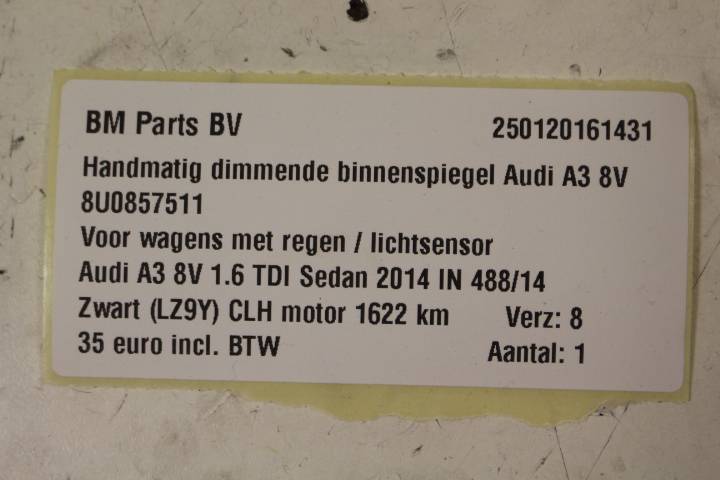 BM Parts BV 250120161431
Handmatig dimmende binnenspiegel Audi A3 8V
8U0857511
Voor wagens met regen / lichtsensor
Audi A3 8V 1.6 TDI Sedan 2014 IN 488/14
Zwart (LZ9Y) CLH motor 1622 km Verz: 8
35 euro incl. BTW Aantal: 1